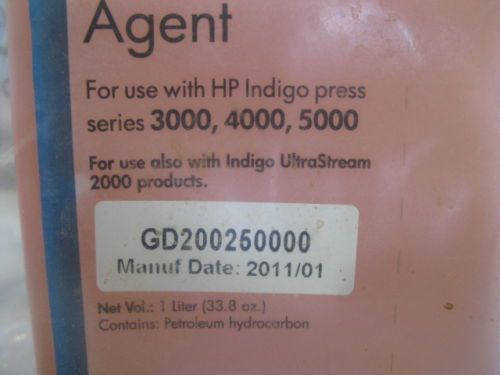 Agent
For use with HP Indigo press
series 3000, 4000, 5000
For use also with Indigo UltraStream
2000 products.
GD200250000
Manuf Date: 2011/01
Net Vol.: 1 Liter (33.8 oz.)
Contains: Petroleum hydrocarbon